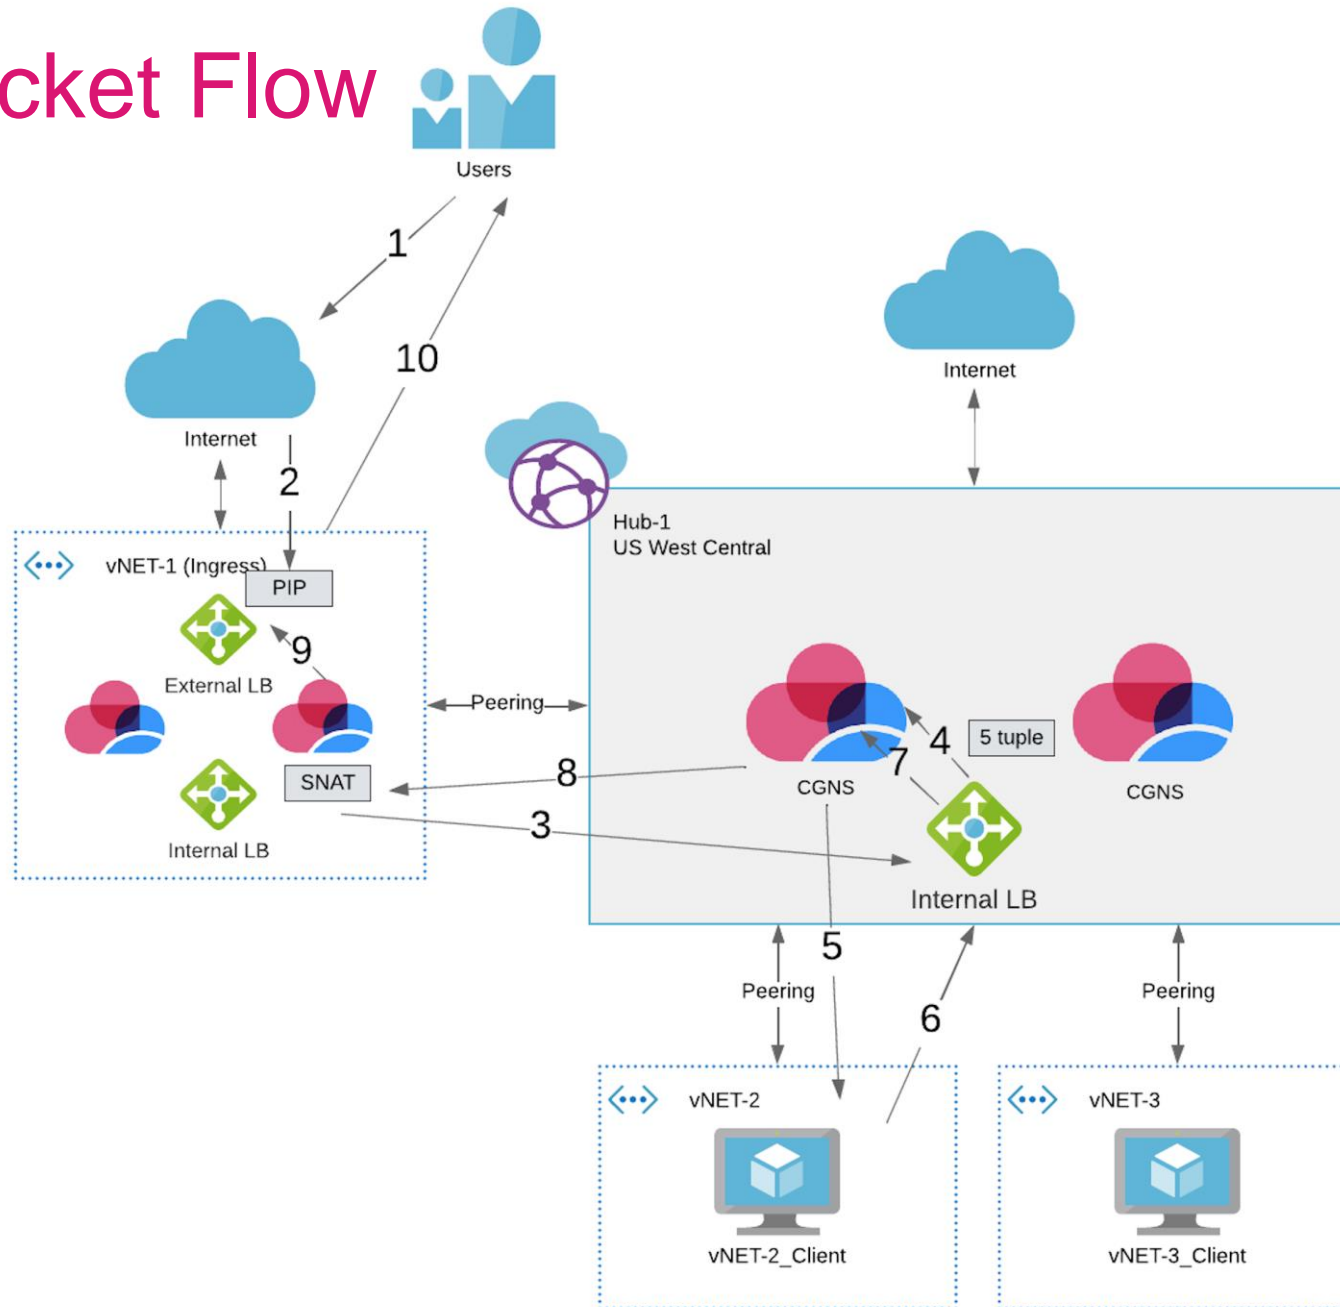 cket Flow
Users
1
10
Internet
Internet
2
Hub-1
US West Central
vNET-1 (Ingress)
PIP
9
External LB
Peering
4
5 tuple
7
SNAT
8
CGNS
CGNS
3
Internal LB
Internal LB
5
Peering
Peering
6
vNET-2
vNET-3
vNET-2_Client
vNET-3_Client